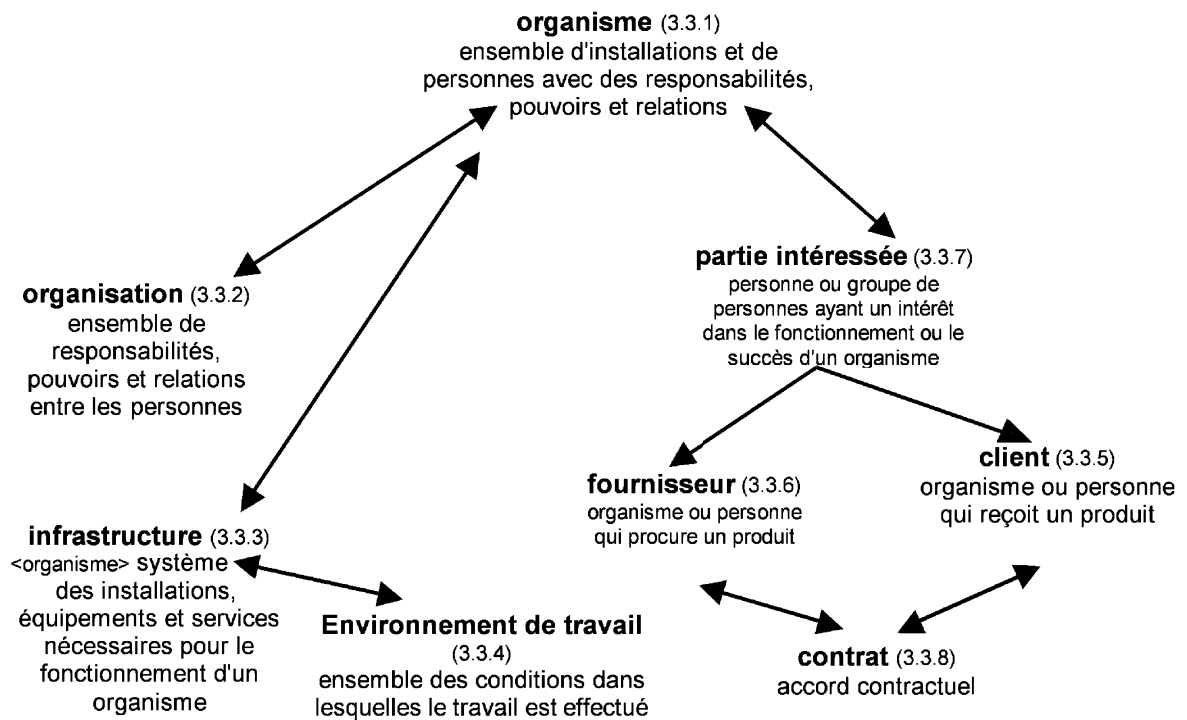 organisme (3.3.1)
ensemble d'installations et de
personnes avec des responsabilités,
pouvoirs et relations
organisation (3.3.2)
ensemble de
responsabilités,
pouvoirs et relations
entre les personnes
partie intéressée (3.3.7)
personne ou groupe de
personnes ayant un intérêt
dans le fonctionnement ou le
succès d'un organisme
fournisseur (3.3.6)
organisme ou personne
qui procure un produit
client (3.3.5)
organisme ou personne
qui reçoit un produit
infrastructure (3.3.3)
<organisme> système
des installations,
équipements et services
nécessaires pour le
fonctionnement d'un
organisme
Environnement de travail
(3.3.4)
ensemble des conditions dans
lesquelles le travail est effectué
contrat (3.3.8)
accord contractuel